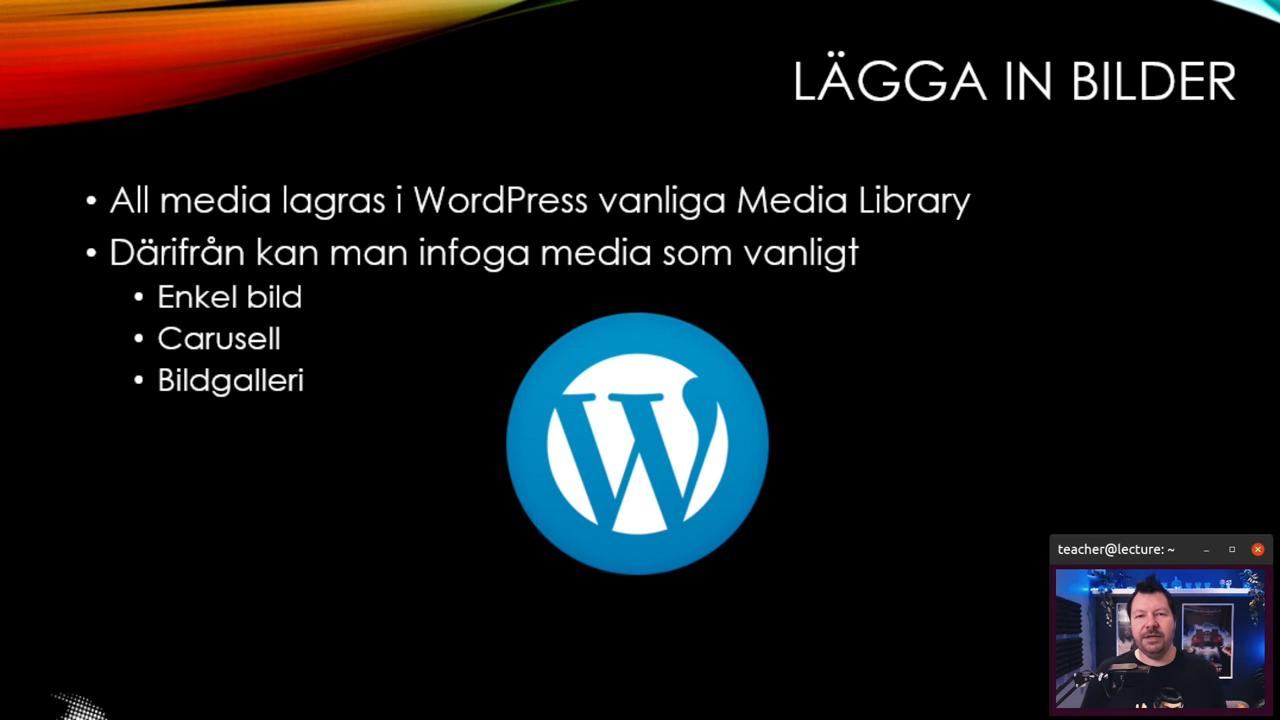 LÄGGA IN BILDER
• All media lagras i WordPress vanliga Media Library
• Därifrån kan man infoga media som vanligt
• Enkel bild
• Carusell
• Bildgalleri
W
teacher@lecture: ~